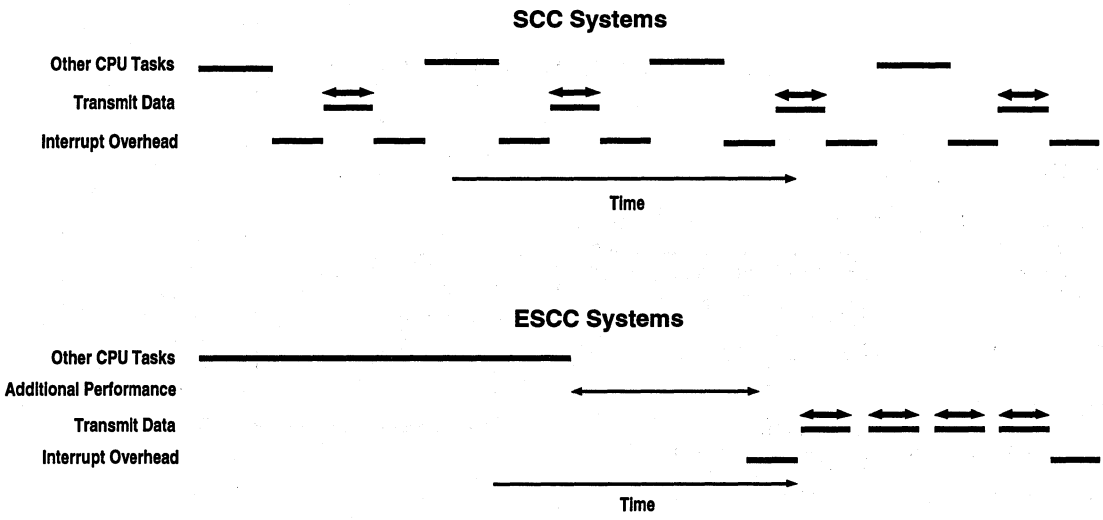 SCC Systems
Other CPU Tasks
Transmit Data
Interrupt Overhead
Time
ESCC Systems
Other CPU Tasks
Additional Performance
Transmit Data
Interrupt Overhead
Time